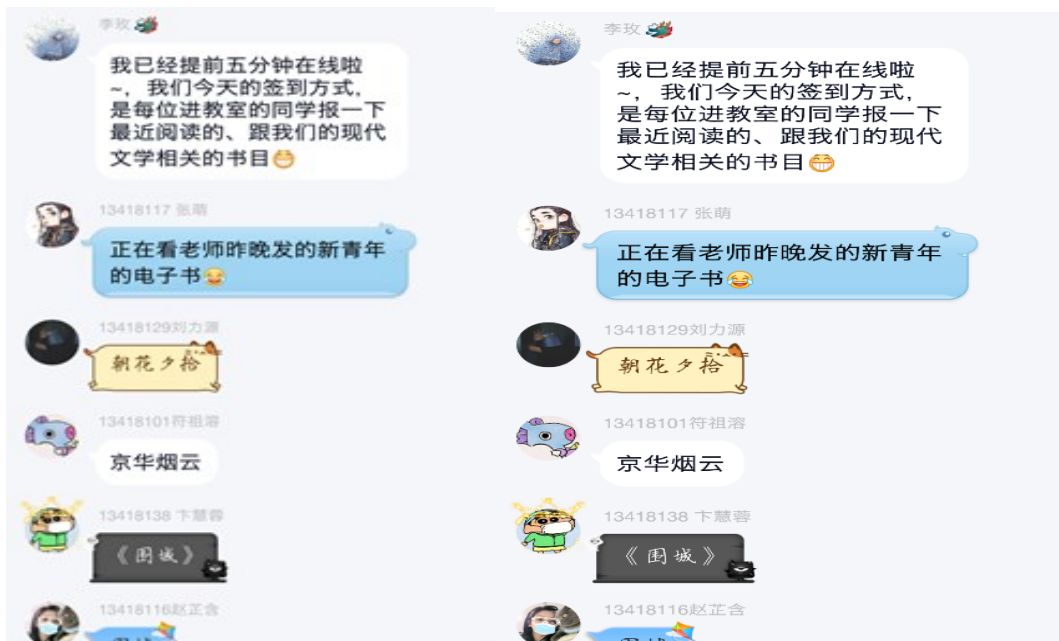 李玫
我已经提前五分钟在线啦
~，我们今天的签到方式，
是每位进教室的同学报一下
最近阅读的、跟我们的现代
文学相关的书目
13418117 张萌
正在看老师昨晚发的新青年
的电子书
13418129刘力源
朝花夕拾
13418101符祖溶
京华烟云
13418138 卞慧蓉
《围城》
13418116赵芷含
李玫
我已经提前五分钟在线啦
~，我们今天的签到方式，
是每位进教室的同学报一下
最近阅读的、跟我们的现代
文学相关的书目
13418117 张萌
正在看老师昨晚发的新青年
的电子书
13418129刘力源
朝花夕拾
13418101符祖溶
京华烟云
13418138 卞慧蓉
《围城》
13418116赵芷含